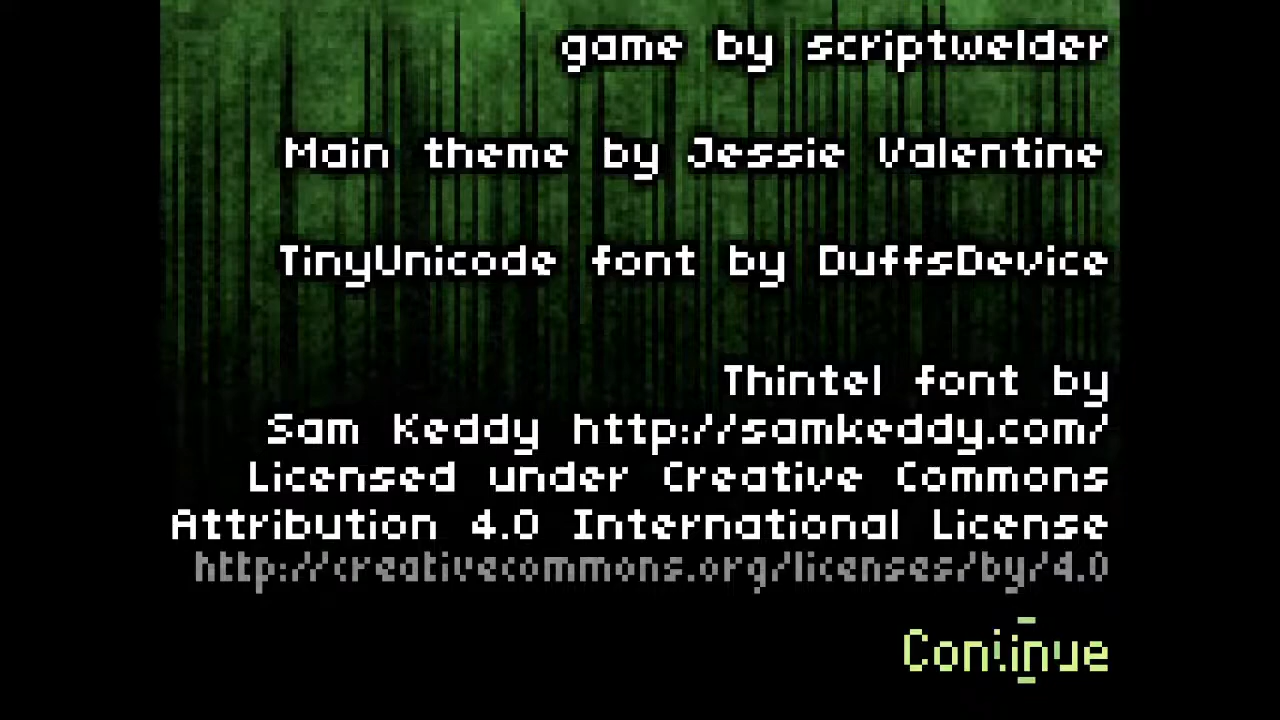 game by scriptwelder
Main theme by Jessie Valentine
TinyUnicode font by DuffsDevice
Thintel font by
Sam Keddy http://samkeddy.com/
Licensed under Creative Commons
Attribution 4.0 International License
http://creativecommons.org/licenses/by/4.0
Continue